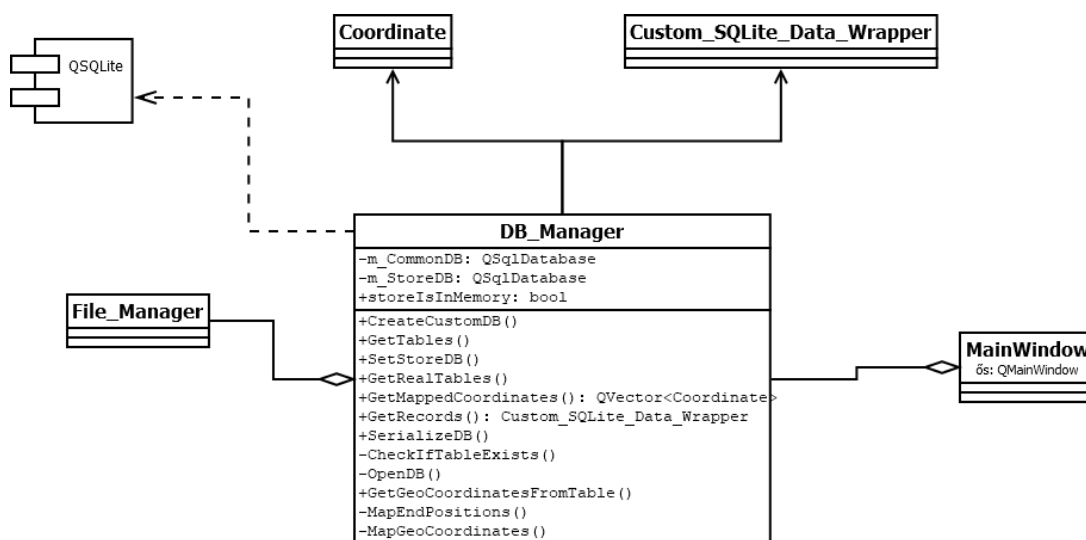 Coordinate
Custom_SQLite_Data_Wrapper
QSQLite
DB_Manager
-m_CommonDB: QSqlDatabase
-m_StoreDB: QSqlDatabase
+storeIsInMemory: bool
+CreateCustomDB()
+GetTables()
+SetStoreDB()
+GetRealTables()
+GetMappedCoordinates(): QVector<Coordinate>
+GetRecords(): Custom_SQLite_Data_Wrapper
+SerializeDB()
-CheckIfTableExists()
-OpenDB()
+GetGeoCoordinatesFromTable()
-MapEndPositions()
-MapGeoCoordinates()
File_Manager
MainWindow
ős: QMainWindow